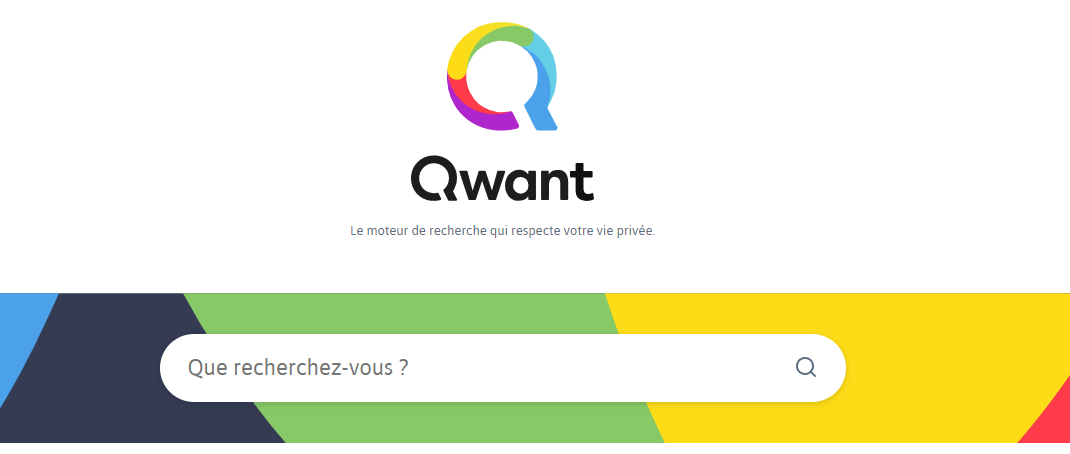 Qwant
Le moteur de recherche qui respecte votre vie privée.
Que recherchez-vous ?